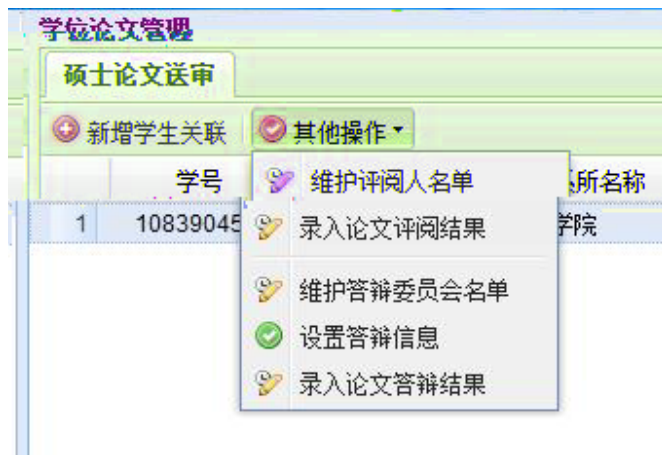 学位论文管理
硕士论文送审
新增学生关联 其他操作
学号 所名称
1 10839045 学院
维护评阅人名单
录入论文评阅结果
维护答辩委员会名单
设置答辩信息
录入论文答辩结果